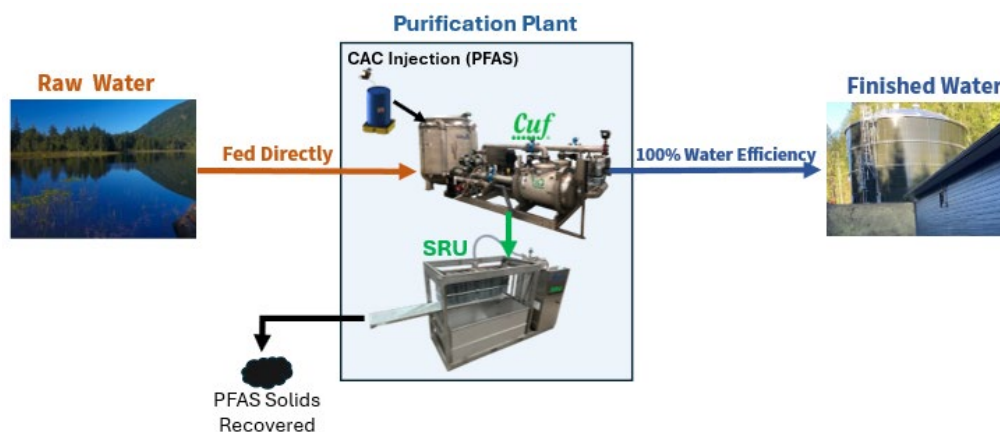 Purification Plant
CAC Injection (PFAS)
Raw Water
Finished Water
Cuf
Fed Directly
100% Water Efficiency
SRU
PFAS Solids
Recovered